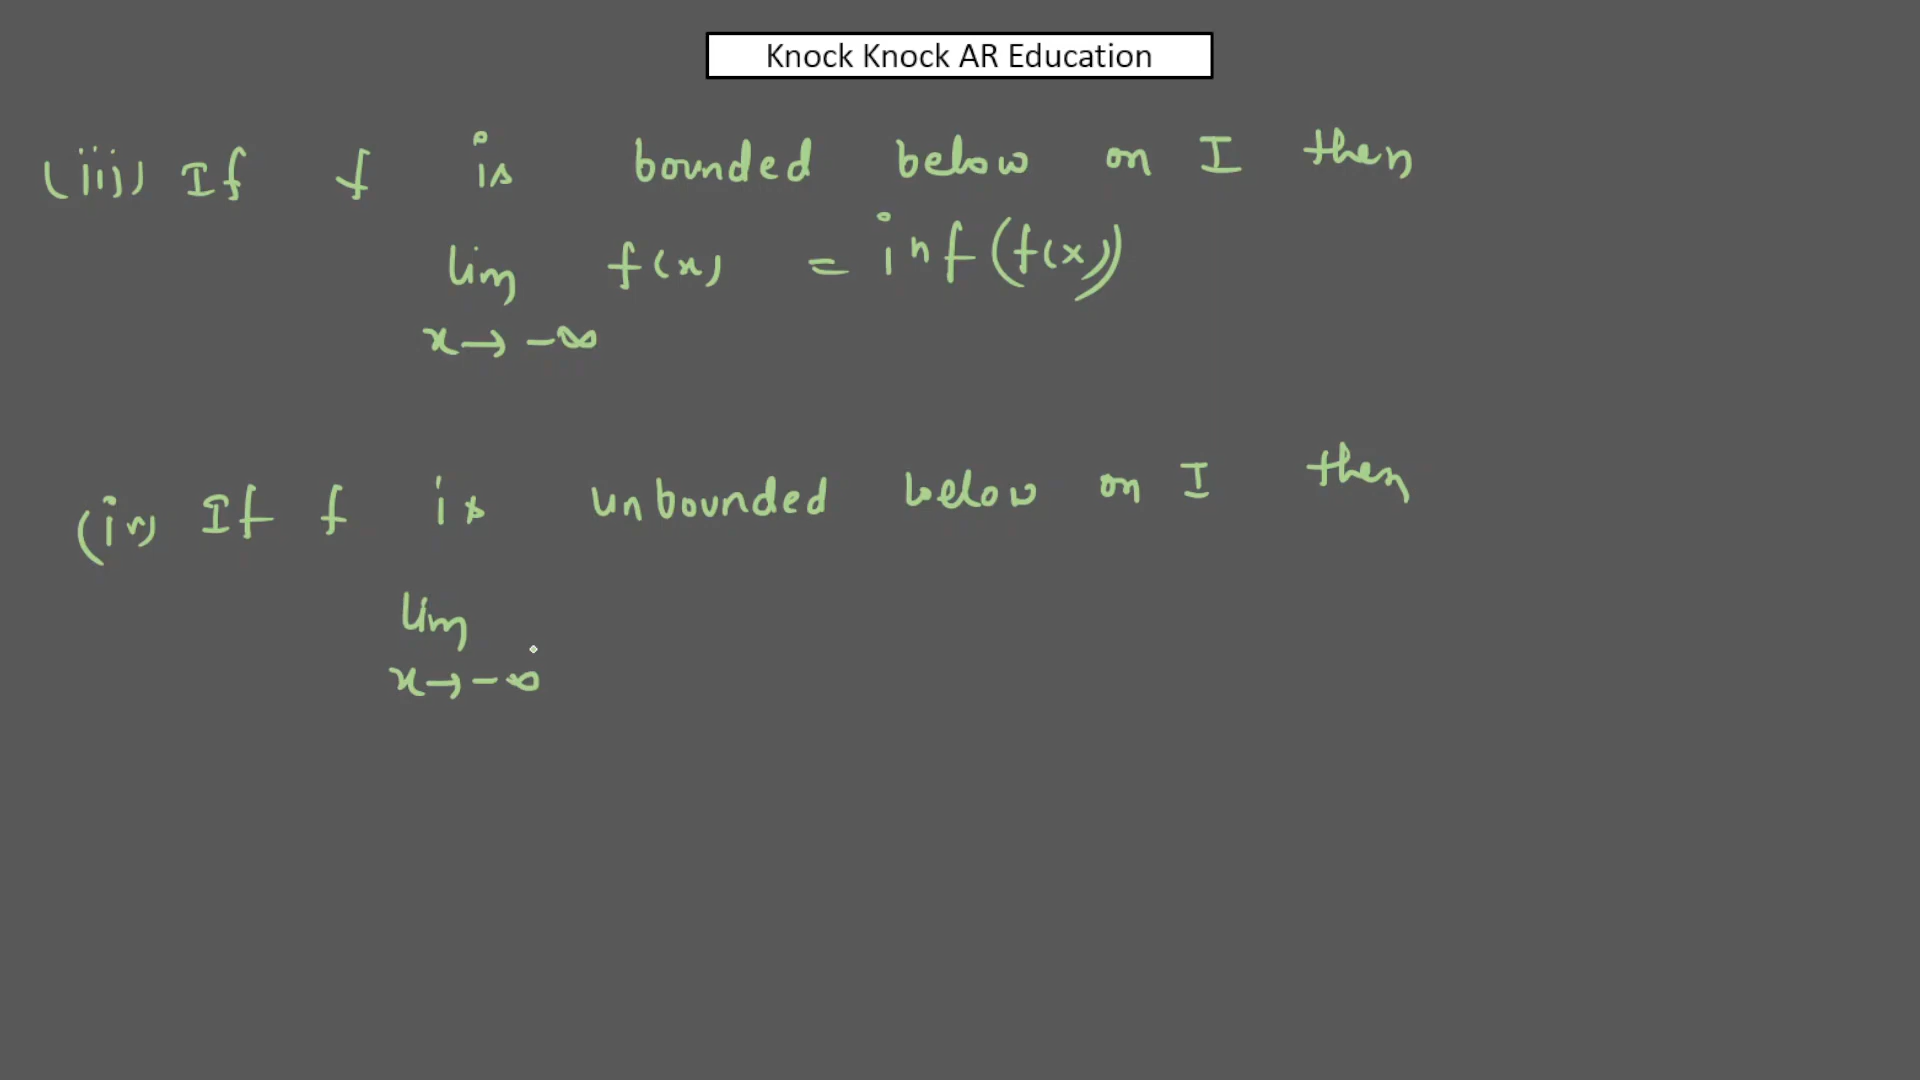 Knock Knock AR Education
(iii) If f is bounded below on I then
lim f(x) = inf(f(x))
x → -∞
(iv) If f is unbounded below on I then
lim
x → -∞